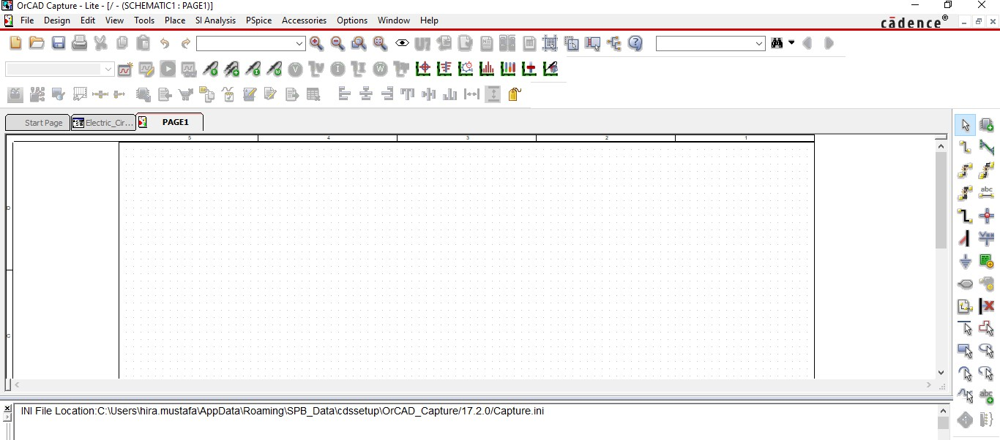 OrCAD Capture - Lite - [/ - (SCHEMATIC1 : PAGE1)]
File Design Edit View Tools Place SI Analysis PSpice Accessories Options Window Help
cādence®
U?
V V I I W
Start Page Electric_Cir... PAGE1
5 4 3 2 1
D
C
abc
abc
INI File Location:C:\Users\hira.mustafa\AppData\Roaming\SPB_Data\cdssetup\OrCAD_Capture/17.2.0/Capture.ini